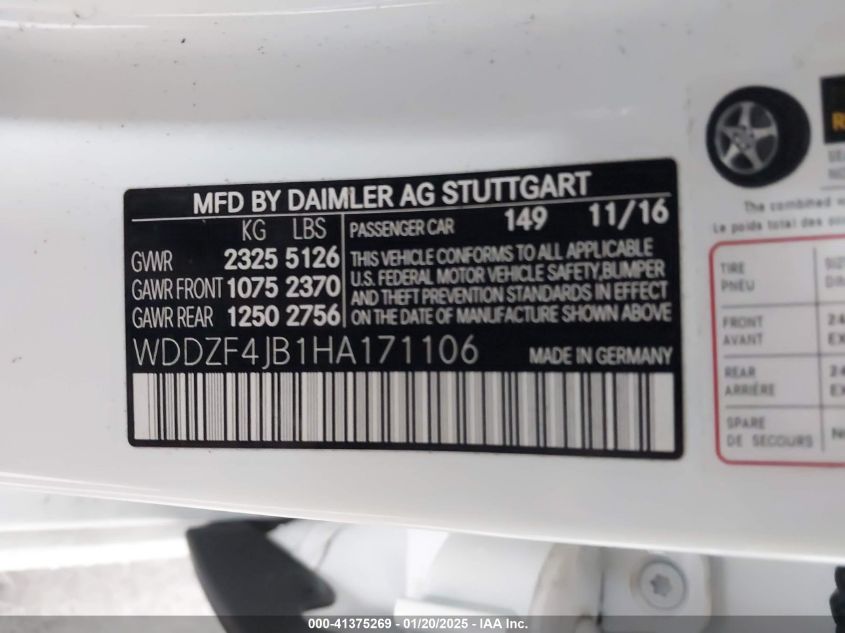 MFD BY DAIMLER AG STUTTGART
KG LBS
GVWR 2325 5126
GAWR FRONT 1075 2370
GAWR REAR 1250 2756
PASSENGER CAR 149 11/16
THIS VEHICLE CONFORMS TO ALL APPLICABLE
U.S. FEDERAL MOTOR VEHICLE SAFETY, BUMPER
AND THEFT PREVENTION STANDARDS IN EFFECT
ON THE DATE OF MANUFACTURE SHOWN ABOVE
WDDZF4JB1HA171106 MADE IN GERMANY
The combined
Le poids total des
TIRE
PNEU
FRONT
AVANT
REAR
ARRIÈRE
SPARE
DE SECOURS
000-41375269 - 01/20/2025 - IAA Inc.